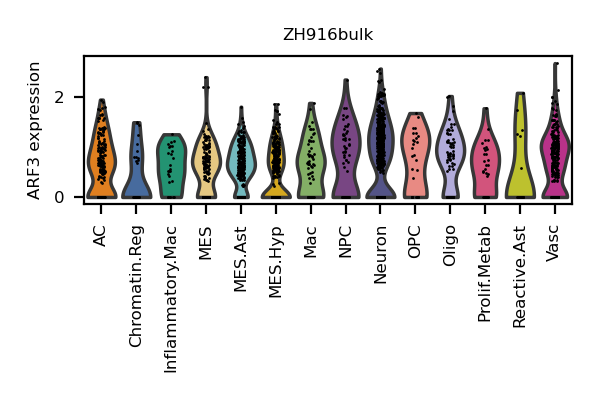 ZH916bulk
ARF3 expression
2
0
AC
Chromatin.Reg
Inflammatory.Mac
MES
MES.Ast
MES.Hyp
Mac
NPC
Neuron
OPC
Oligo
Prolif.Metab
Reactive.Ast
Vasc